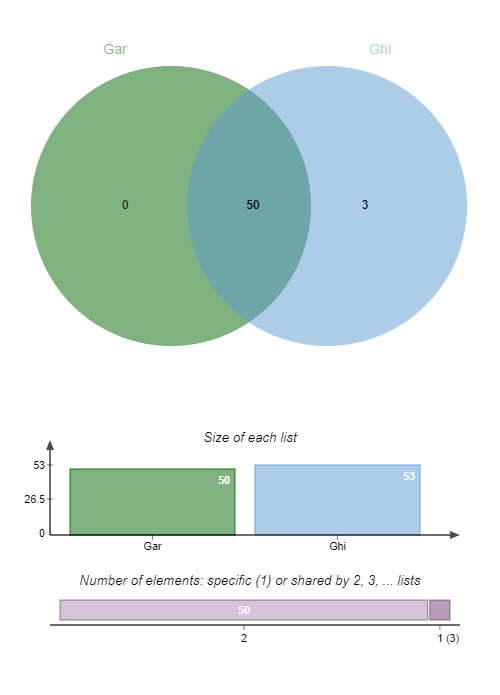 Gar Ghi
0 50 3
Size of each list
53
26.5
0
50
53
Gar Ghi
Number of elements: specific (1) or shared by 2, 3, ... lists
50
2 1 (3)